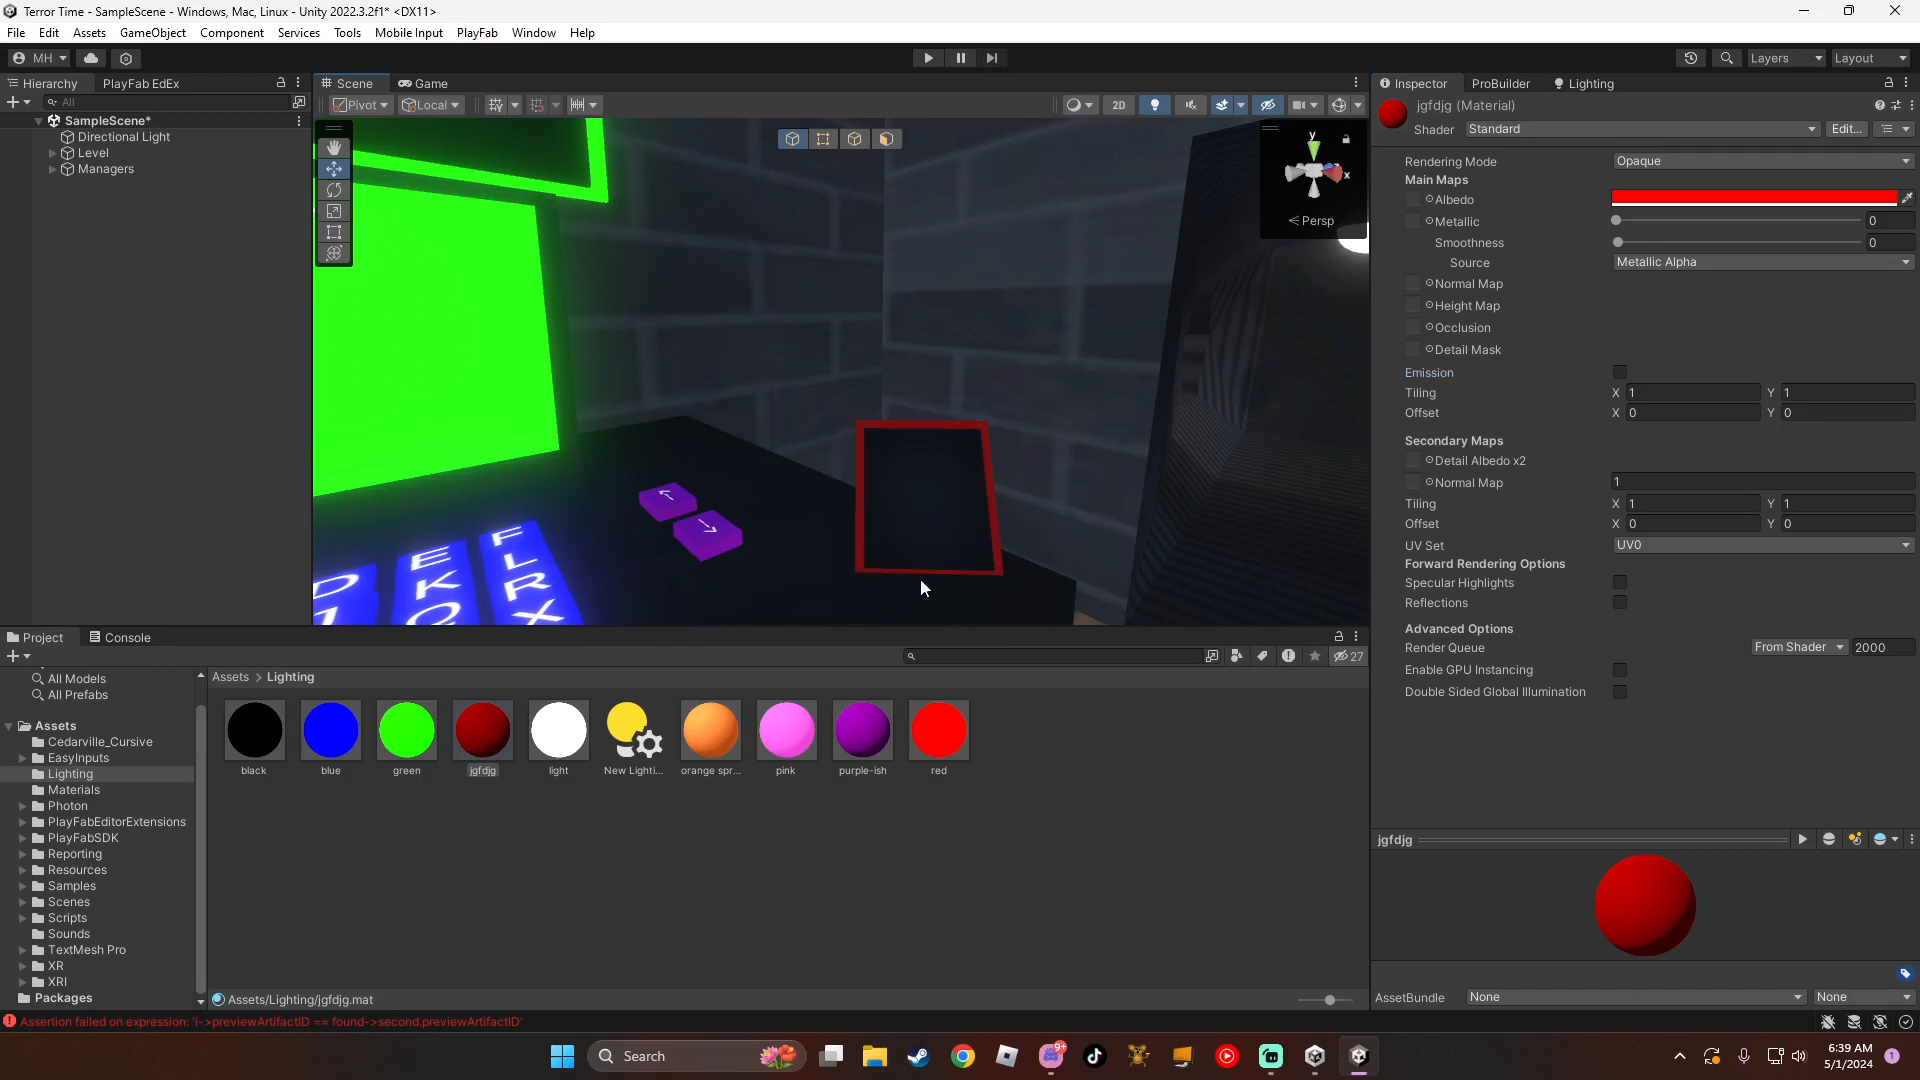 Terror Time - SampleScene - Windows, Mac, Linux - Unity 2022.3.2f1* <DX11>
File Edit Assets GameObject Component Services Tools Mobile Input PlayFab Window Help
MH Layers Layout
Hierarchy PlayFab EdEx
All
SampleScene*
Directional Light
Level
Managers
Scene Game
Pivot Local 2D
y
x
< Persp
E
K
F
L
R
X
←
→
Inspector ProBuilder Lighting
jgfdjg (Material)
Shader Standard Edit...
Rendering Mode Opaque
Main Maps
Albedo
Metallic 0
Smoothness 0
Source Metallic Alpha
Normal Map
Height Map
Occlusion
Detail Mask
Emission
Tiling X 1 Y 1
Offset X 0 Y 0
Secondary Maps
Detail Albedo x2
Normal Map 1
Tiling X 1 Y 1
Offset X 0 Y 0
UV Set UV0
Forward Rendering Options
Specular Highlights
Reflections
Advanced Options
Render Queue From Shader 2000
Enable GPU Instancing
Double Sided Global Illumination
jgfdjg
AssetBundle None None
Project Console
27
All Models
All Prefabs
Assets
Cedarville_Cursive
EasyInputs
Lighting
Materials
Photon
PlayFabEditorExtensions
PlayFabSDK
Reporting
Resources
Samples
Scenes
Scripts
Sounds
TextMesh Pro
XR
XRI
Packages
Assets > Lighting
black blue green jgfdjg light New Lighti... orange spr... pink purple-ish red
Assets/Lighting/jgfdjg.mat
Assertion failed on expression: 'i->previewArtifactID == found->second.previewArtifactID'
Search
9+
6:39 AM
5/1/2024
1